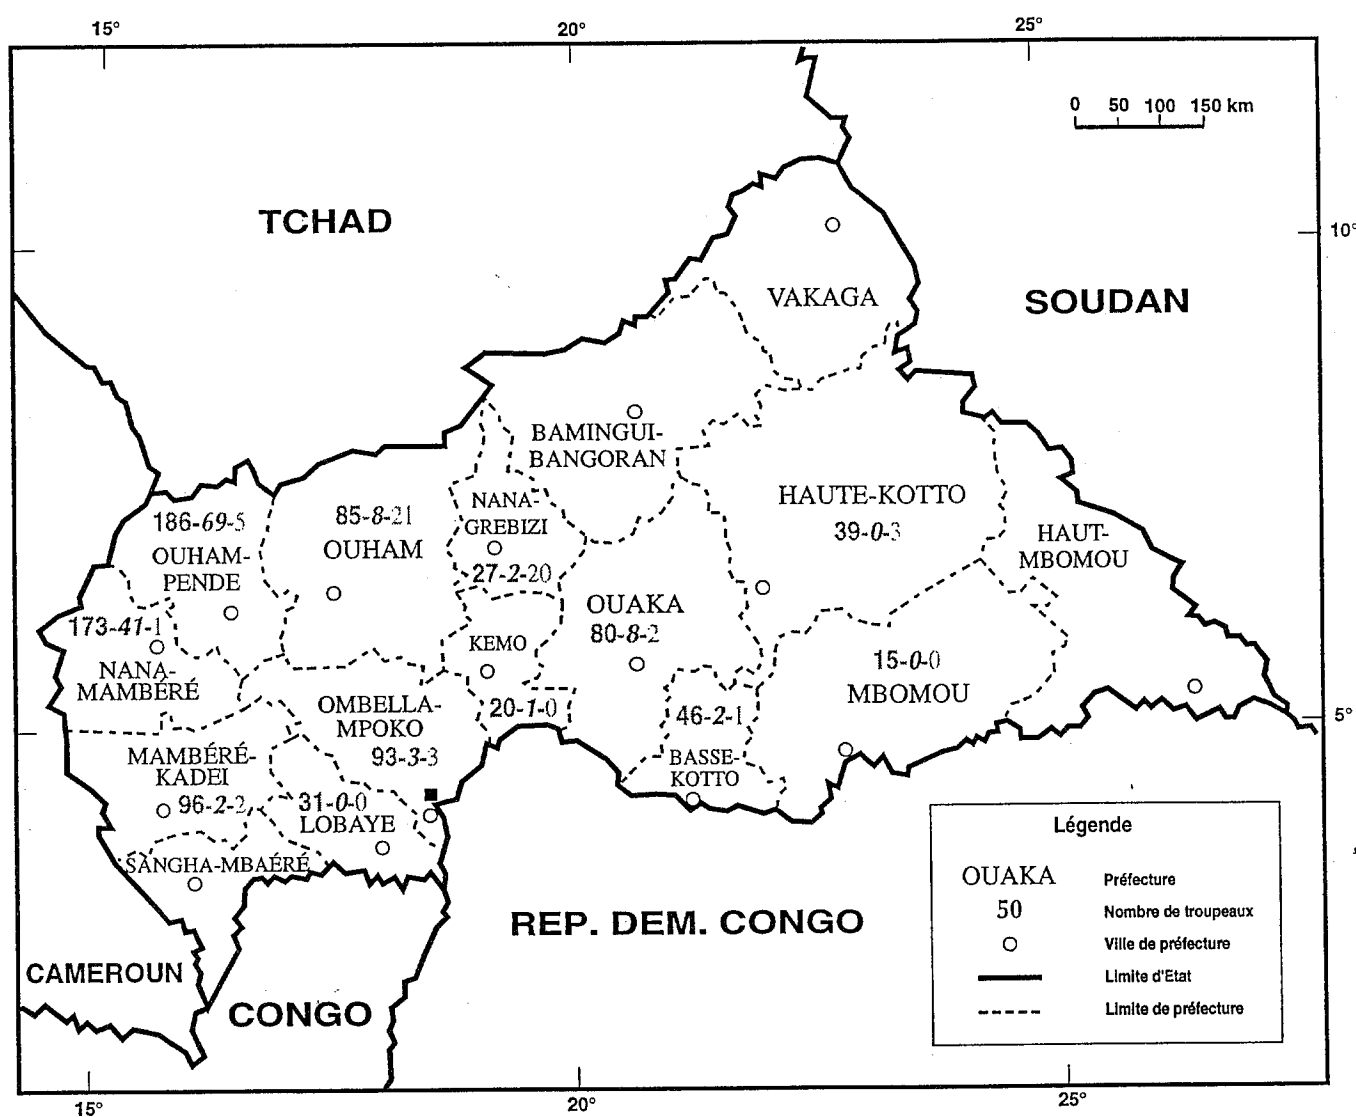 15°
20°
25°
0 50 100 150 km
TCHAD
10°
VAKAGA
SOUDAN
BAMINGUI-
BANGORAN
HAUTE-KOTTO
39-0-3
NANA-
GREBIZI
27-2-20
186-69-5
OUHAM-
PENDE
85-8-21
OUHAM
HAUT-
MBOMOU
OUAKA
80-8-2
173-41-1
NANA-
MAMBÉRÉ
KEMO
20-1-0
15-0-0
MBOMOU
OMBELLA-
MPOKO
93-3-3
46-2-1
BASSE-
KOTTO
5°
MAMBÉRÉ-
KADEI
96-2-2
31-0-0
LOBAYE
SANGHA-MBAÉRÉ
REP. DEM. CONGO
CAMEROUN
CONGO
Légende
OUAKA Préfecture
50 Nombre de troupeaux
Ville de préfecture
Limite d'Etat
Limite de préfecture
15°
20°
25°